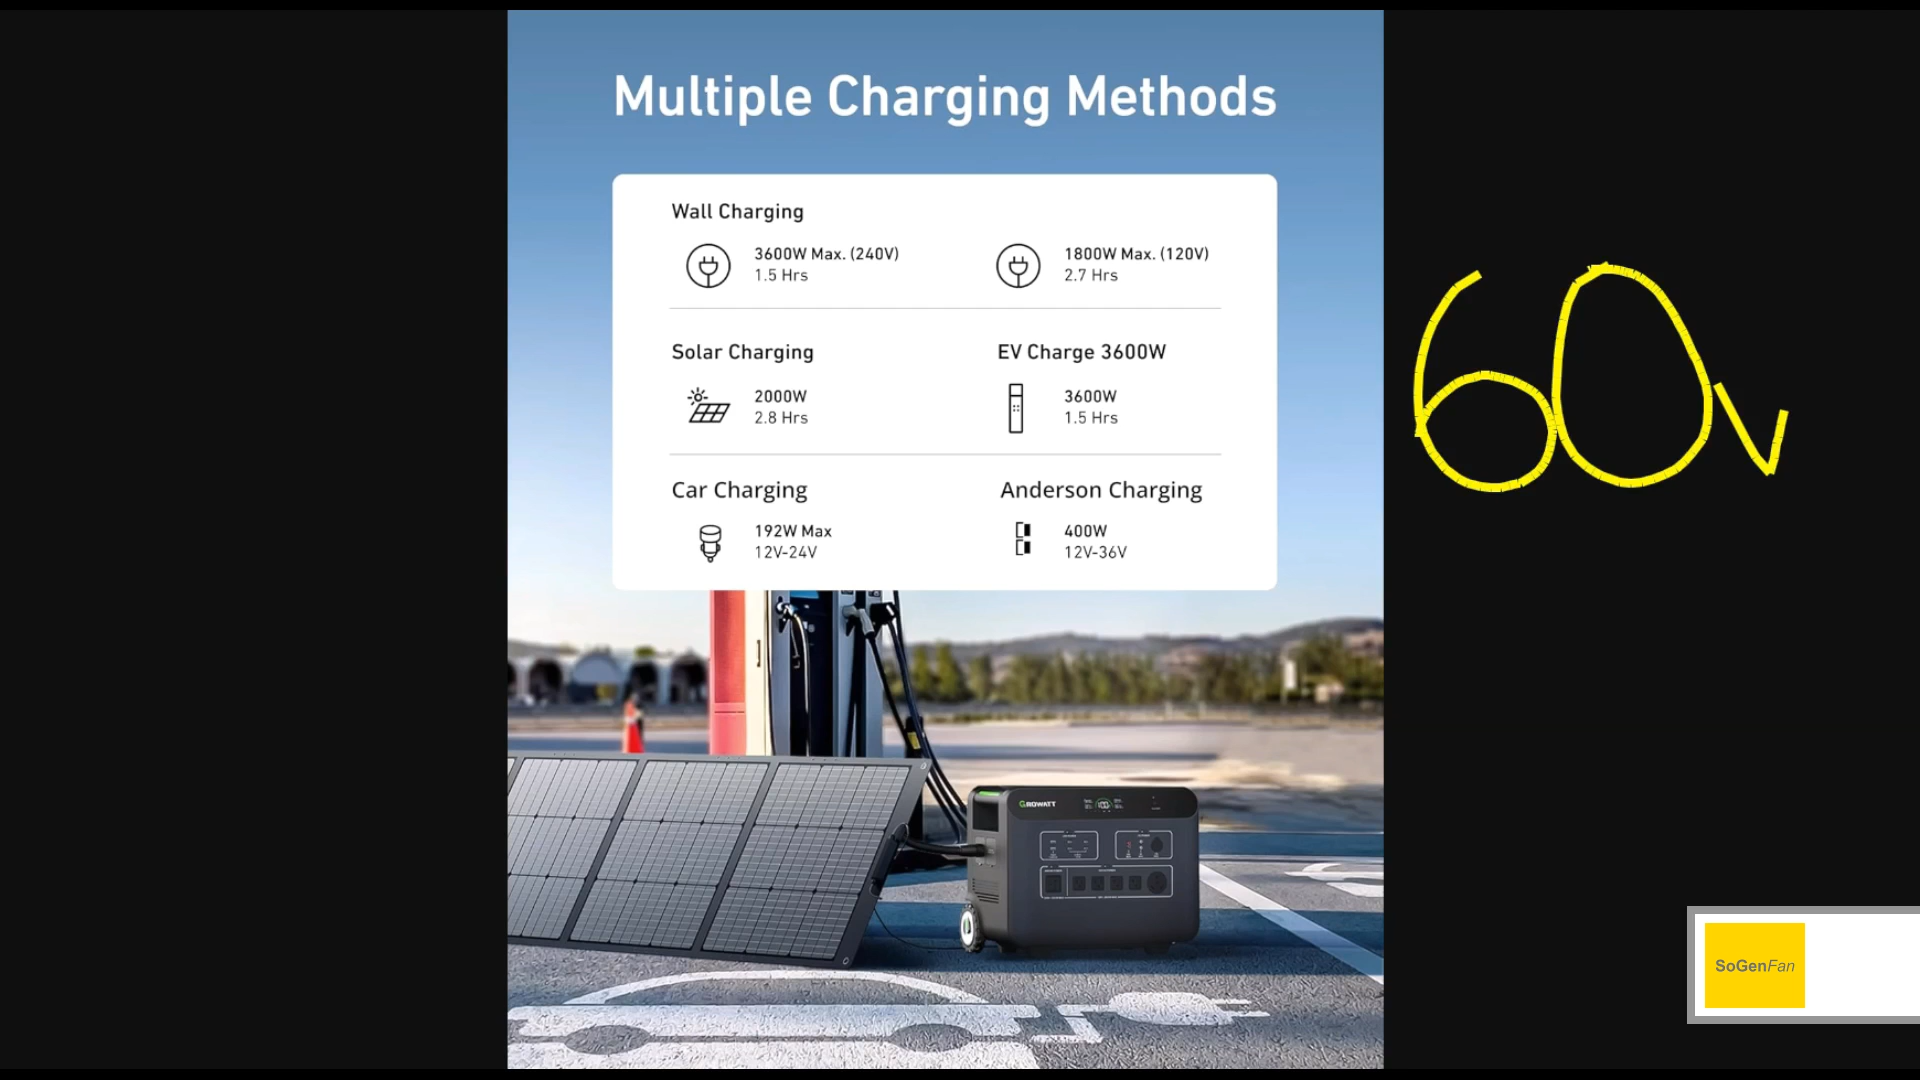 Multiple Charging Methods
Wall Charging
3600W Max. (240V)
1.5 Hrs
1800W Max. (120V)
2.7 Hrs
Solar Charging
2000W
2.8 Hrs
EV Charge 3600W
3600W
1.5 Hrs
Car Charging
192W Max
12V-24V
Anderson Charging
400W
12V-36V
60v
GROWATT
SoGenFan